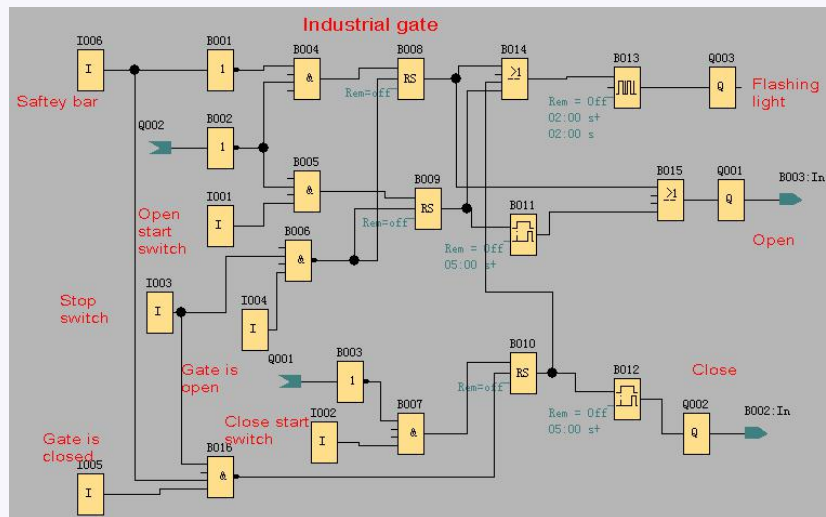 Industrial gate
I006
B001
B004
B008
B014
B013
Q003
I
1
&
RS
≥1
Q
Saftey bar
Rem=off
Rem = Off
02:00 s+
02:00 s
Flashing
light
Q002
B002
1
B005
&
B009
RS
Rem=off
B015
≥1
Q001
Q
B003:In
I001
I
Open
start
switch
B011
Rem = Off
05:00 s+
Open
B006
&
I003
I
Stop
switch
I004
I
Gate is
open
Q001
B003
1
B010
RS
Rem=off
Close
B012
Rem = Off
05:00 s+
Q002
Q
B002:In
I002
I
Close start
switch
B007
&
Gate is
closed
I005
I
B016
&